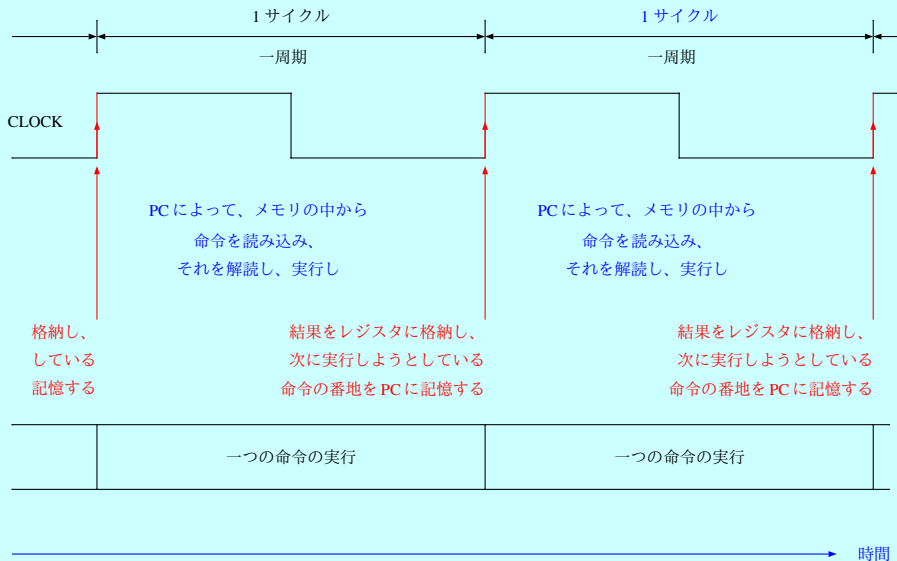 1 サイクル
1 サイクル
一周期
一周期
CLOCK
PC によって、メモリの中から
命令を読み込み、
それを解読し、実行し
PC によって、メモリの中から
命令を読み込み、
それを解読し、実行し
格納し、
している
記憶する
結果をレジスタに格納し、
次に実行しようとしている
命令の番地を PC に記憶する
結果をレジスタに格納し、
次に実行しようとしている
命令の番地を PC に記憶する
一つの命令の実行
一つの命令の実行
時間